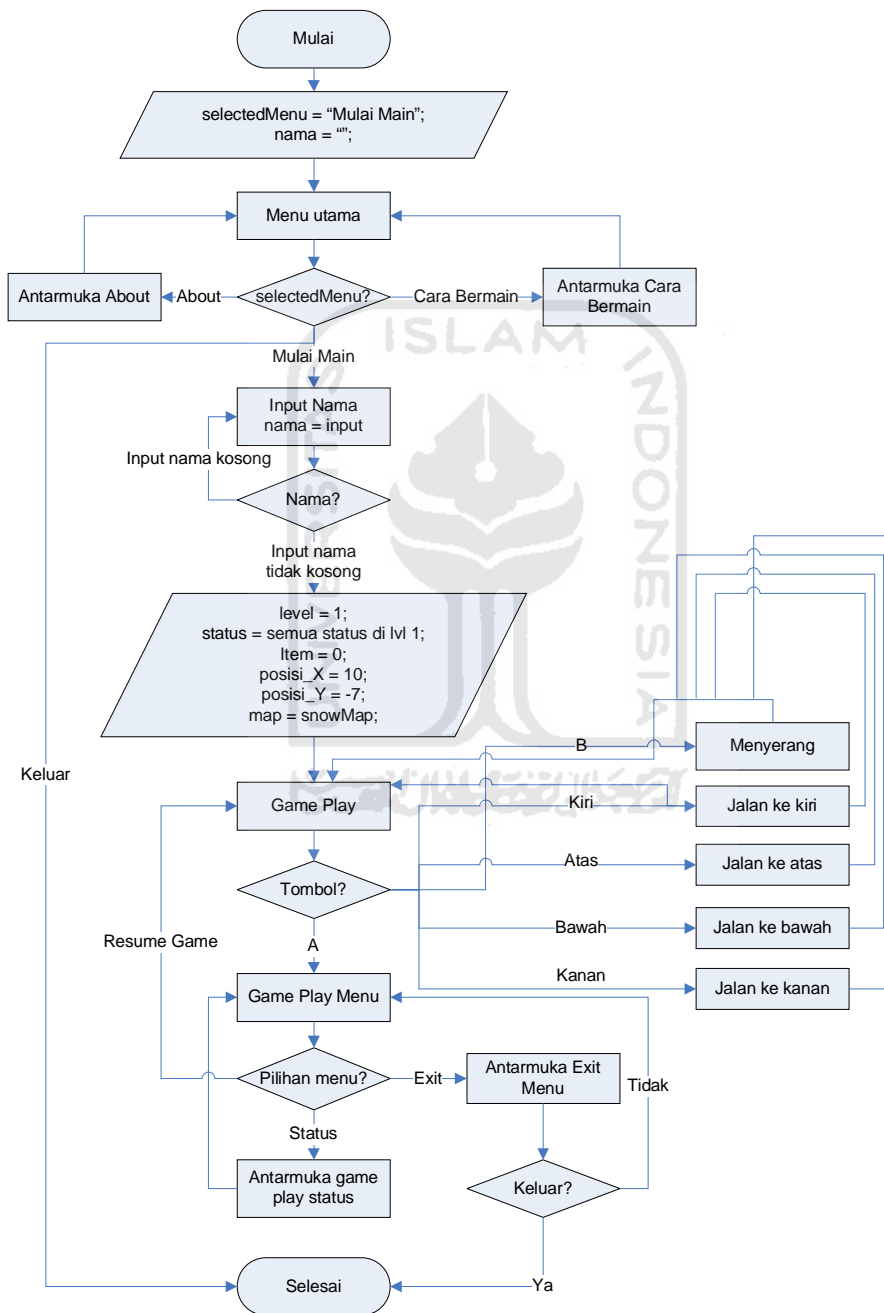 Mulai
selectedMenu = “Mulai Main”;
nama = “”;
Menu utama
Antarmuka About
About
selectedMenu?
Cara Bermain
Antarmuka Cara
Bermain
ISLAM
INDONESIA
Mulai Main
Input Nama
nama = input
Input nama kosong
Nama?
Input nama
tidak kosong
level = 1;
status = semua status di lvl 1;
Item = 0;
posisi_X = 10;
posisi_Y = -7;
map = snowMap;
Keluar
B
Menyerang
Game Play
Kiri
Jalan ke kiri
Tombol?
Atas
Jalan ke atas
Resume Game
Bawah
Jalan ke bawah
A
Kanan
Jalan ke kanan
Game Play Menu
Pilihan menu?
Exit
Antarmuka Exit
Menu
Tidak
Status
Antarmuka game
play status
Keluar?
Ya
Selesai